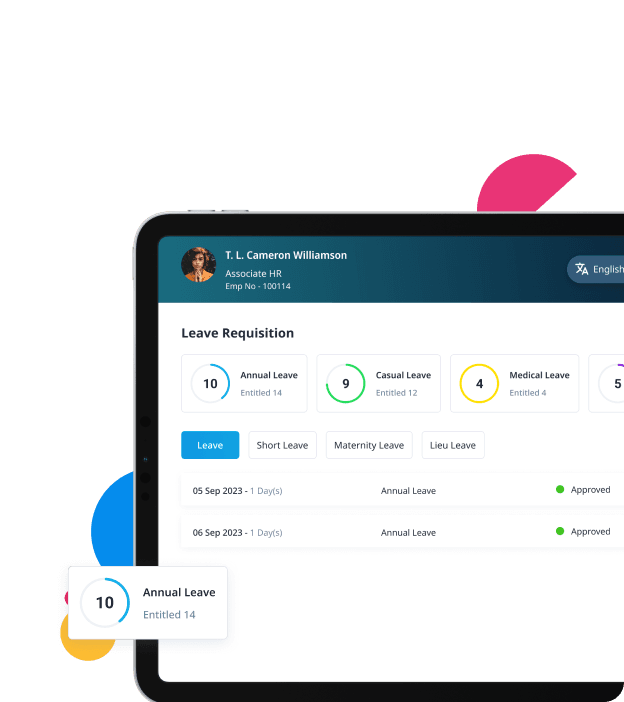 T. L. Cameron Williamson
Associate HR
Emp No - 100114
English
Leave Requisition
10
Annual Leave
Entitled 14
9
Casual Leave
Entitled 12
4
Medical Leave
Entitled 4
5
Leave
Short Leave
Maternity Leave
Lieu Leave
05 Sep 2023 - 1 Day(s)
Annual Leave
Approved
06 Sep 2023 - 1 Day(s)
Annual Leave
Approved
10
Annual Leave
Entitled 14